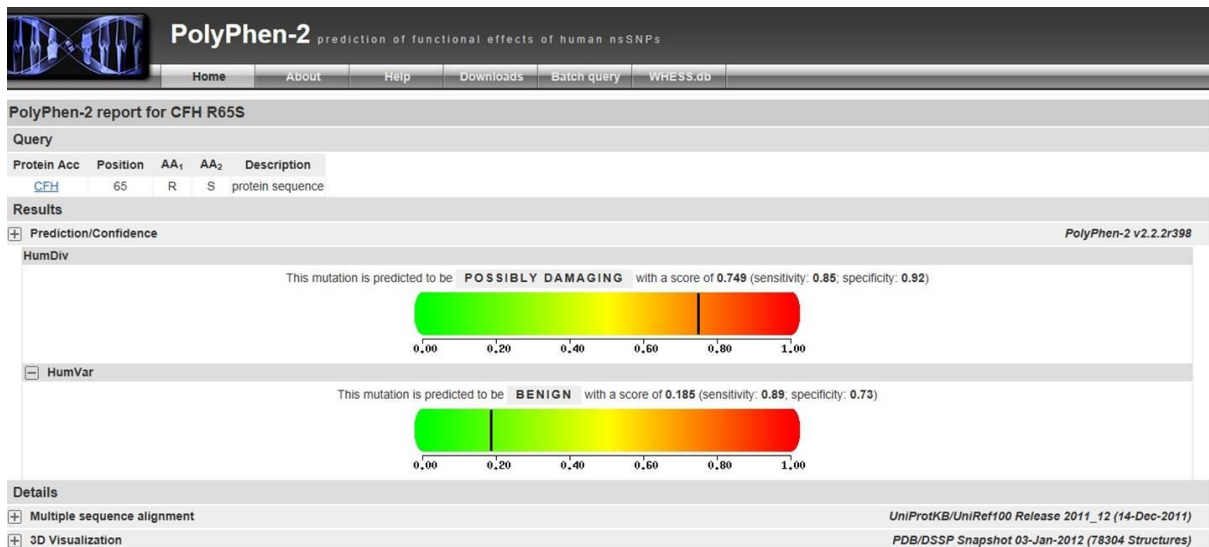 PolyPhen-2 prediction of functional effects of human nsSNPs
Home About Help Downloads Batch query WHESS.db
PolyPhen-2 report for CFH R65S
Query
Protein Acc Position AA₁ AA₂ Description
CFH 65 R S protein sequence
Results
Prediction/Confidence PolyPhen-2 v2.2.2r398
HumDiv
This mutation is predicted to be POSSIBLY DAMAGING with a score of 0.749 (sensitivity: 0.85; specificity: 0.92)
0.00 0.20 0.40 0.60 0.80 1.00
HumVar
This mutation is predicted to be BENIGN with a score of 0.185 (sensitivity: 0.89; specificity: 0.73)
0.00 0.20 0.40 0.60 0.80 1.00
Details
Multiple sequence alignment UniProtKB/UniRef100 Release 2011_12 (14-Dec-2011)
3D Visualization PDB/DSSP Snapshot 03-Jan-2012 (78304 Structures)